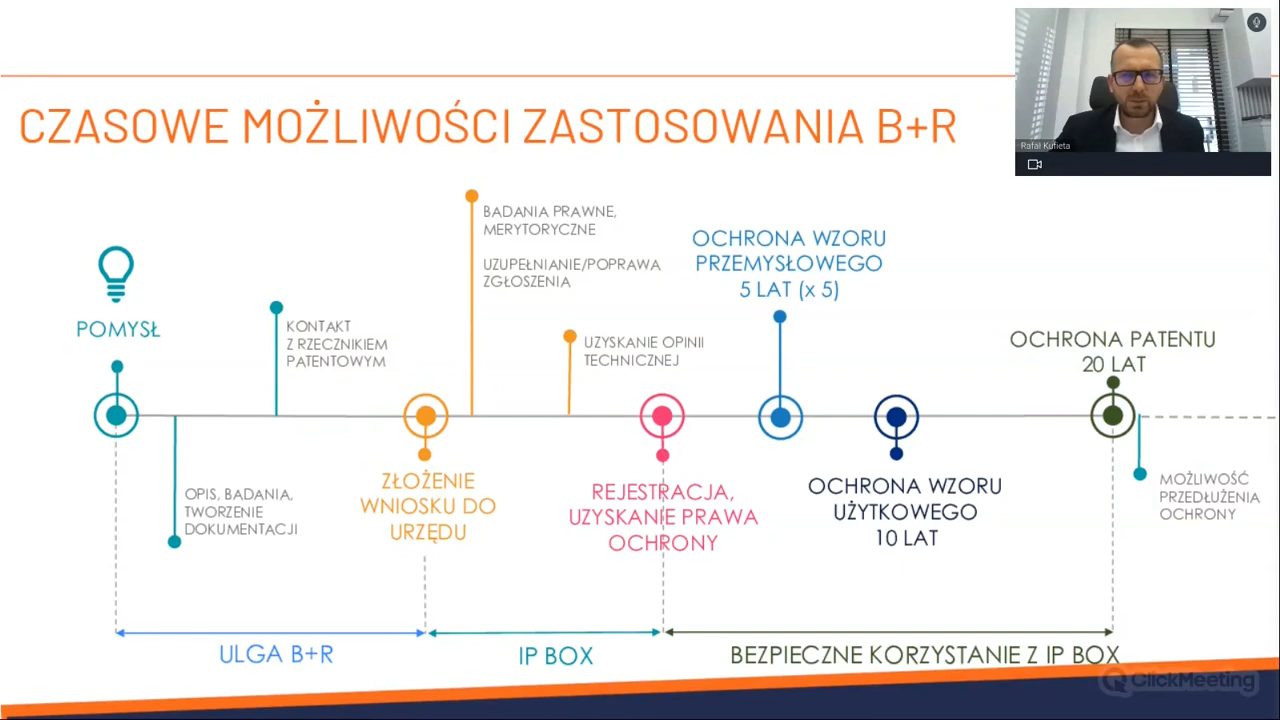 CZASOWE MOŻLIWOŚCI ZASTOSOWANIA B+R
Rafał Kufieta
POMYSŁ
OPIS, BADANIA,
TWORZENIE
DOKUMENTACJI
KONTAKT
Z RZECZNIKIEM
PATENTOWYM
ZŁOŻENIE
WNIOSKU DO
URZĘDU
BADANIA PRAWNE,
MERYTORYCZNE
UZUPEŁNIANIE/POPRAWA
ZGŁOSZENIA
UZYSKANIE OPINII
TECHNICZNEJ
REJESTRACJA,
UZYSKANIE PRAWA
OCHRONY
OCHRONA WZORU
PRZEMYSŁOWEGO
5 LAT (x 5)
OCHRONA WZORU
UŻYTKOWEGO
10 LAT
OCHRONA PATENTU
20 LAT
MOŻLIWOŚĆ
PRZEDŁUŻENIA
OCHRONY
ULGA B+R
IP BOX
BEZPIECZNE KORZYSTANIE Z IP BOX
ClickMeeting